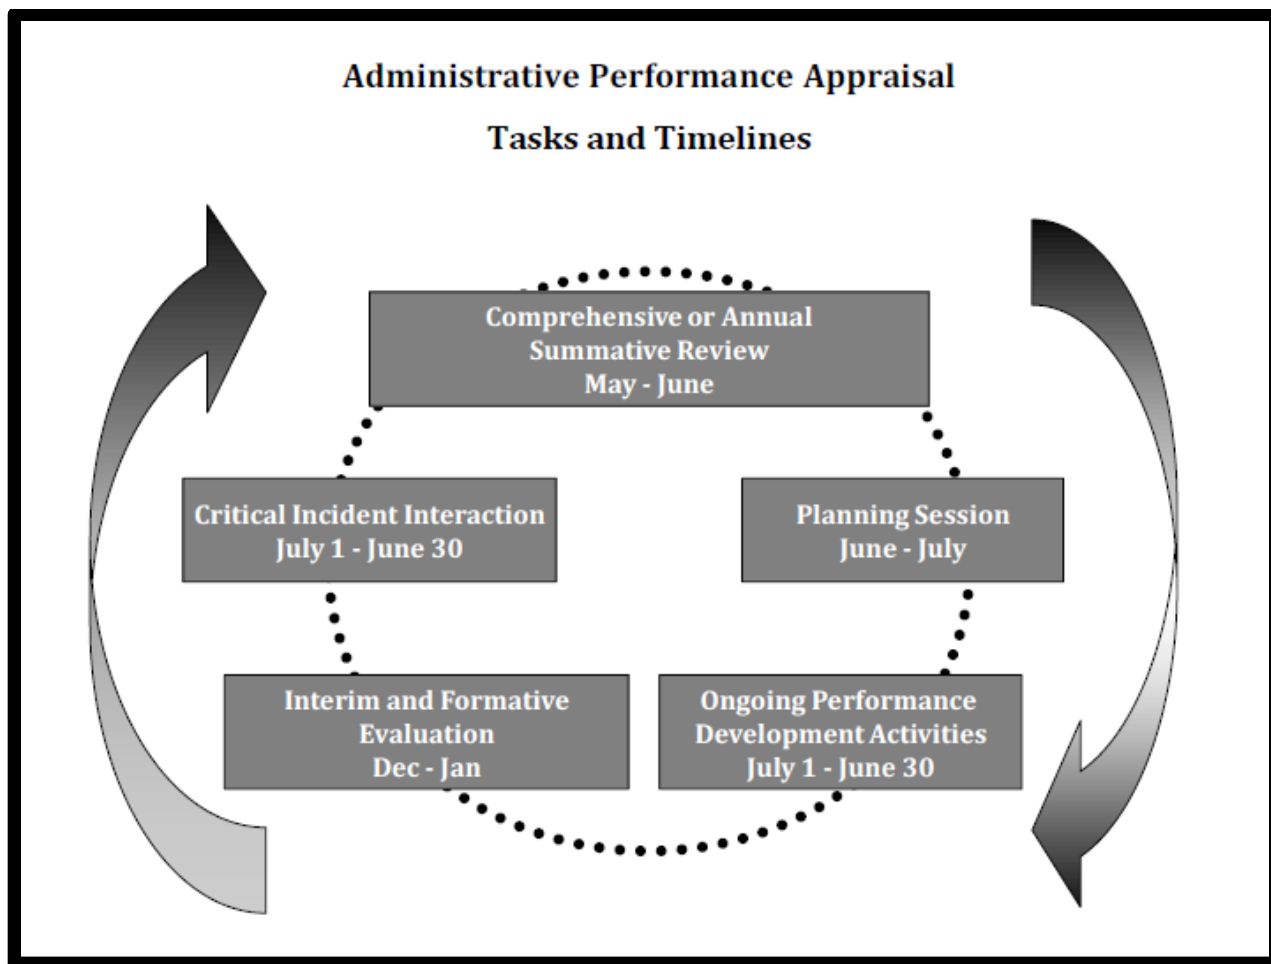 Administrative Performance Appraisal
Tasks and Timelines
Comprehensive or Annual
Summative Review
May - June
Critical Incident Interaction
July 1 - June 30
Planning Session
June - July
Interim and Formative
Evaluation
Dec - Jan
Ongoing Performance
Development Activities
July 1 - June 30